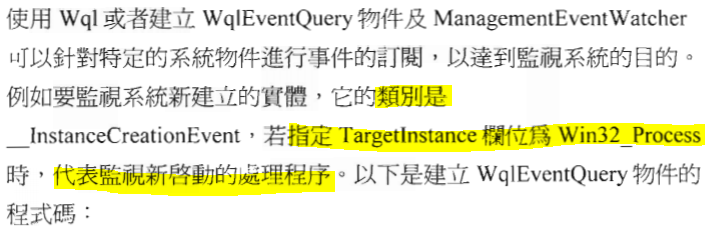 使用 Wql 或者建立 WqlEventQuery 物件及 ManagementEventWatcher
可以針對特定的系統物件進行事件的訂閱，以達到監視系統的目的。
例如要監視系統新建立的實體，它的類別是
__InstanceCreationEvent，若指定 TargetInstance 欄位為 Win32_Process
時，代表監視新啓動的處理程序。以下是建立 WqlEventQuery 物件的
程式碼：